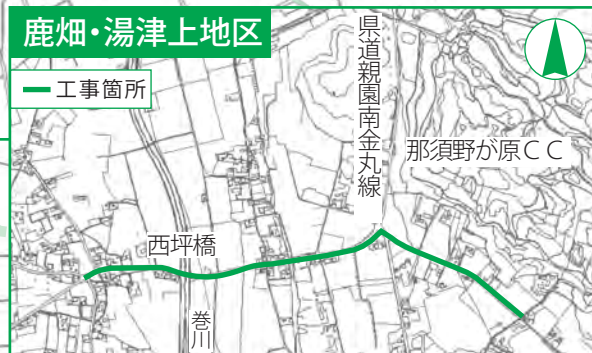 鹿畑・湯津上地区
工事箇所
県道親園南金丸線
那須野が原CC
西坪橋
巻川